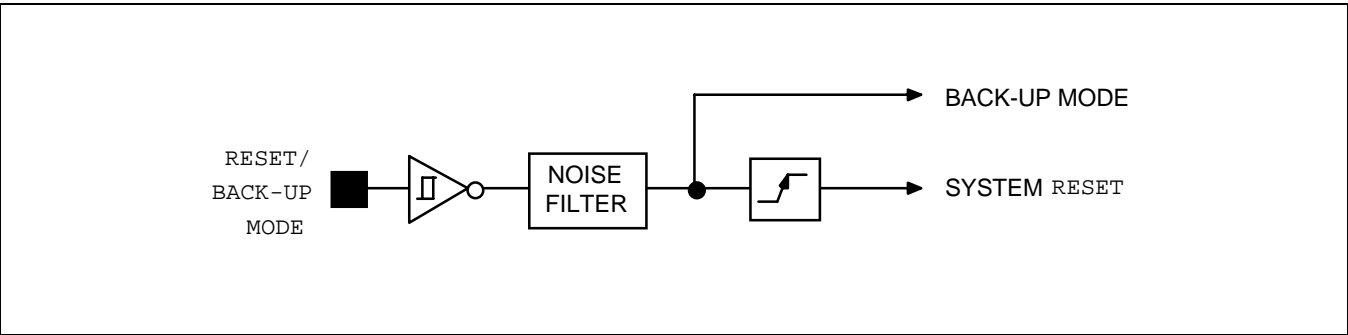 RESET/
BACK-UP
MODE
NOISE
FILTER
BACK-UP MODE
SYSTEM RESET